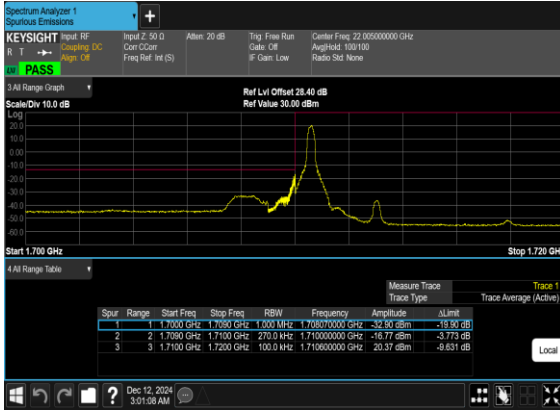 Spectrum Analyzer 1
Spurious Emissions
KEYSIGHT Input: RF Input Z: 50 Ω Atten: 20 dB Trig: Free Run Center Freq: 22.005000000 GHz
R T Coupling: DC Corr CCorr Gate: Off Avg|Hold: 100/100
Align: Off Freq Ref: Int (S) IF Gain: Low Radio Std: None
PASS
3 All Range Graph
Ref Lvl Offset 28.40 dB
Scale/Div 10.0 dB Ref Value 30.00 dBm
Log
20.0
10.0
0.00
-10.0
-20.0
-30.0
-40.0
-50.0
-60.0
Start 1.700 GHz Stop 1.720 GH
4 All Range Table
Measure Trace Trace 1
Trace Type Trace Average (Active)
Spur Range Start Freq Stop Freq RBW Frequency Amplitude ΔLimit
1 1 1.7000 GHz 1.7090 GHz 1.000 MHz 1.708070000 GHz -32.90 dBm -19.90 dB
2 2 1.7090 GHz 1.7100 GHz 270.0 kHz 1.710000000 GHz -16.77 dBm -3.773 dB
3 3 1.7100 GHz 1.7200 GHz 100.0 kHz 1.710600000 GHz 20.37 dBm -9.631 dB
Local
Dec 12, 2024
3:01:08 AM